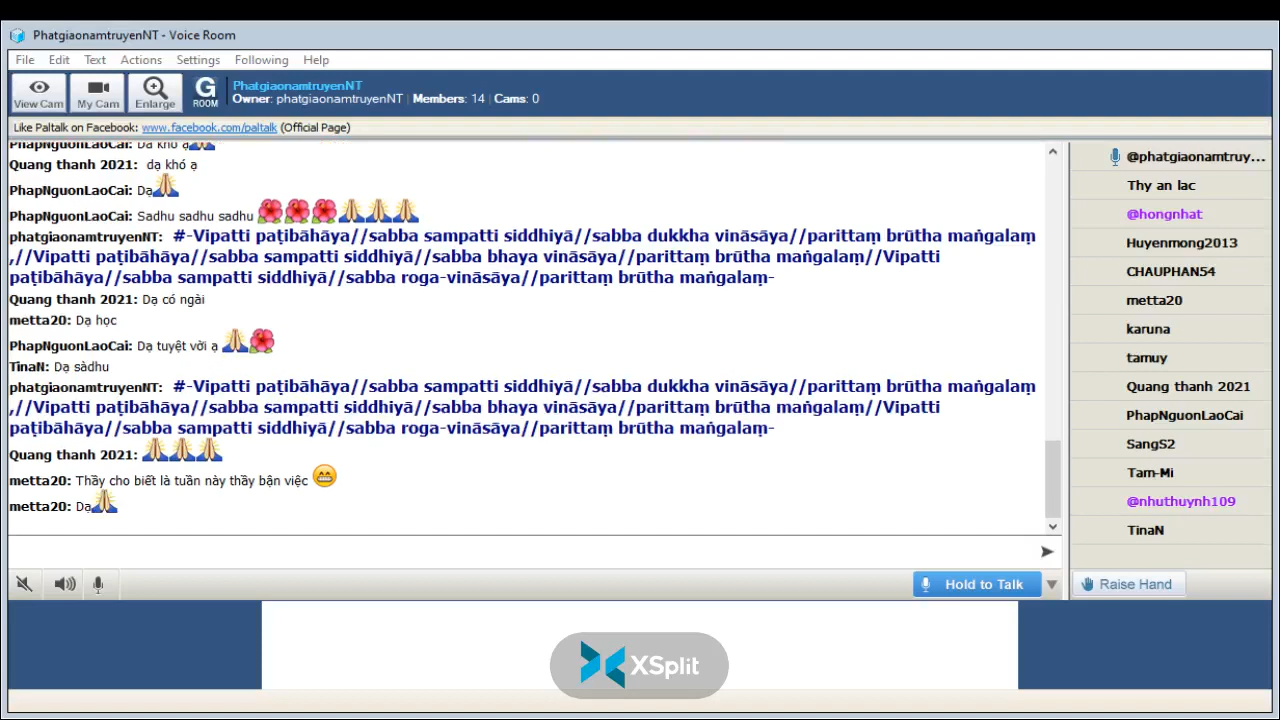 PhatgiaonamtruyenNT - Voice Room
File Edit Text Actions Settings Following Help
View Cam My Cam Enlarge G ROOM
PhatgiaonamtruyenNT
Owner: phatgiaonamtruyenNT | Members: 14 | Cams: 0
Like Paltalk on Facebook: www.facebook.com/paltalk (Official Page)
PhapNguonLaoCai: Dạ khó ạ
Quang thanh 2021: dạ khó ạ
PhapNguonLaoCai: Dạ
PhapNguonLaoCai: Sadhu sadhu sadhu
phatgiaonamtruyenNT: #-Vipatti paṭibāhāya//sabba sampatti siddhiyā//sabba dukkha vināsāya//parittaṃ brūtha maṅgalaṃ
,//Vipatti paṭibāhāya//sabba sampatti siddhiyā//sabba bhaya vināsāya//parittaṃ brūtha maṅgalaṃ//Vipatti
paṭibāhāya//sabba sampatti siddhiyā//sabba roga-vināsāya//parittaṃ brūtha maṅgalaṃ-
Quang thanh 2021: Dạ có ngài
metta20: Dạ học
PhapNguonLaoCai: Dạ tuyệt vời ạ
TinaN: Dạ sàdhu
phatgiaonamtruyenNT: #-Vipatti paṭibāhāya//sabba sampatti siddhiyā//sabba dukkha vināsāya//parittaṃ brūtha maṅgalaṃ
,//Vipatti paṭibāhāya//sabba sampatti siddhiyā//sabba bhaya vināsāya//parittaṃ brūtha maṅgalaṃ//Vipatti
paṭibāhāya//sabba sampatti siddhiyā//sabba roga-vināsāya//parittaṃ brūtha maṅgalaṃ-
Quang thanh 2021:
metta20: Thầy cho biết là tuần này thầy bận việc
metta20: Dạ
@phatgiaonamtruy...
Thy an lac
@hongnhat
Huyenmong2013
CHAUPHAN54
metta20
karuna
tamuy
Quang thanh 2021
PhapNguonLaoCai
SangS2
Tam-Mi
@nhuthuynh109
TinaN
Hold to Talk
Raise Hand
XSplit